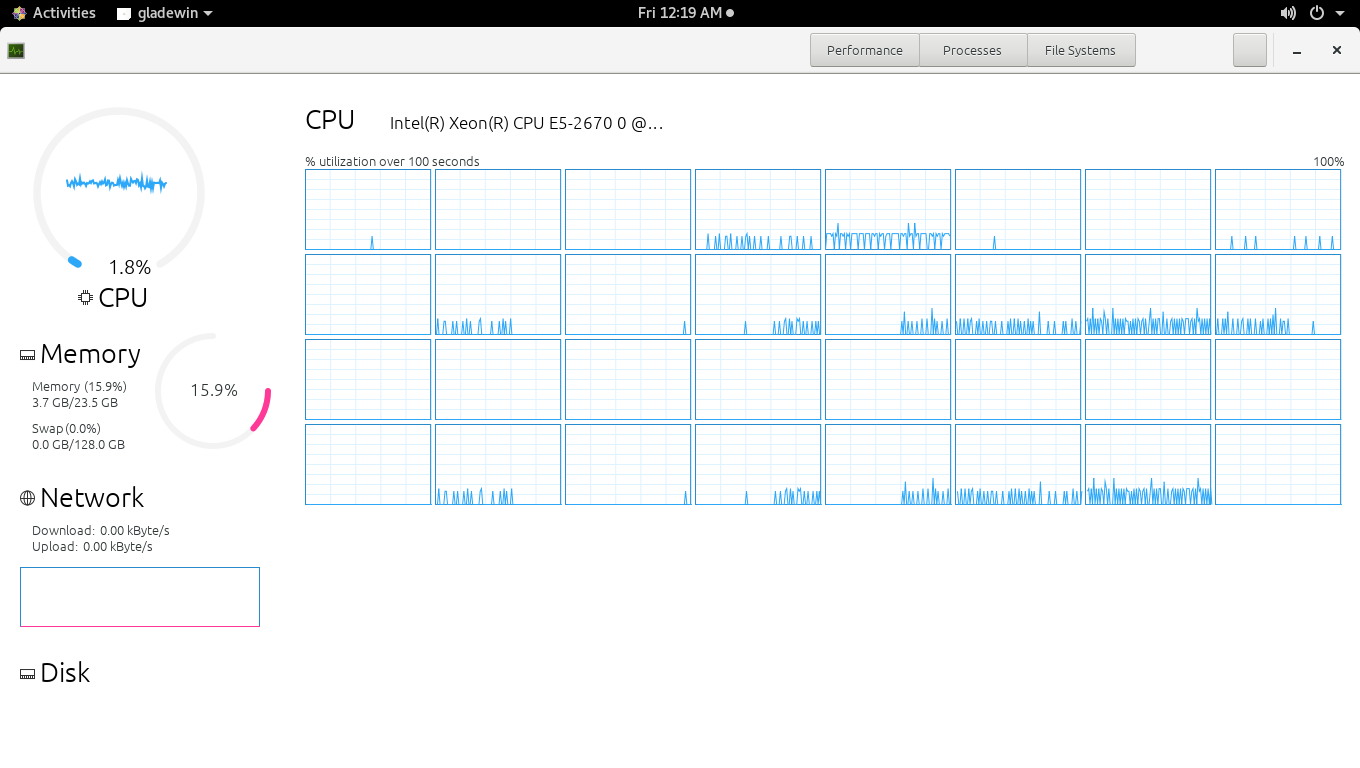 Activities gladewin Fri 12:19 AM
Performance Processes File Systems
1.8%
CPU
Memory
Memory (15.9%)
3.7 GB/23.5 GB
Swap(0.0%)
0.0 GB/128.0 GB
15.9%
Network
Download: 0.00 kByte/s
Upload: 0.00 kByte/s
Disk
CPU Intel(R) Xeon(R) CPU E5-2670 0 @...
% utilization over 100 seconds 100%